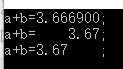 a+b=3.666900;
a+b=    3.67;
a+b=3.67    ;